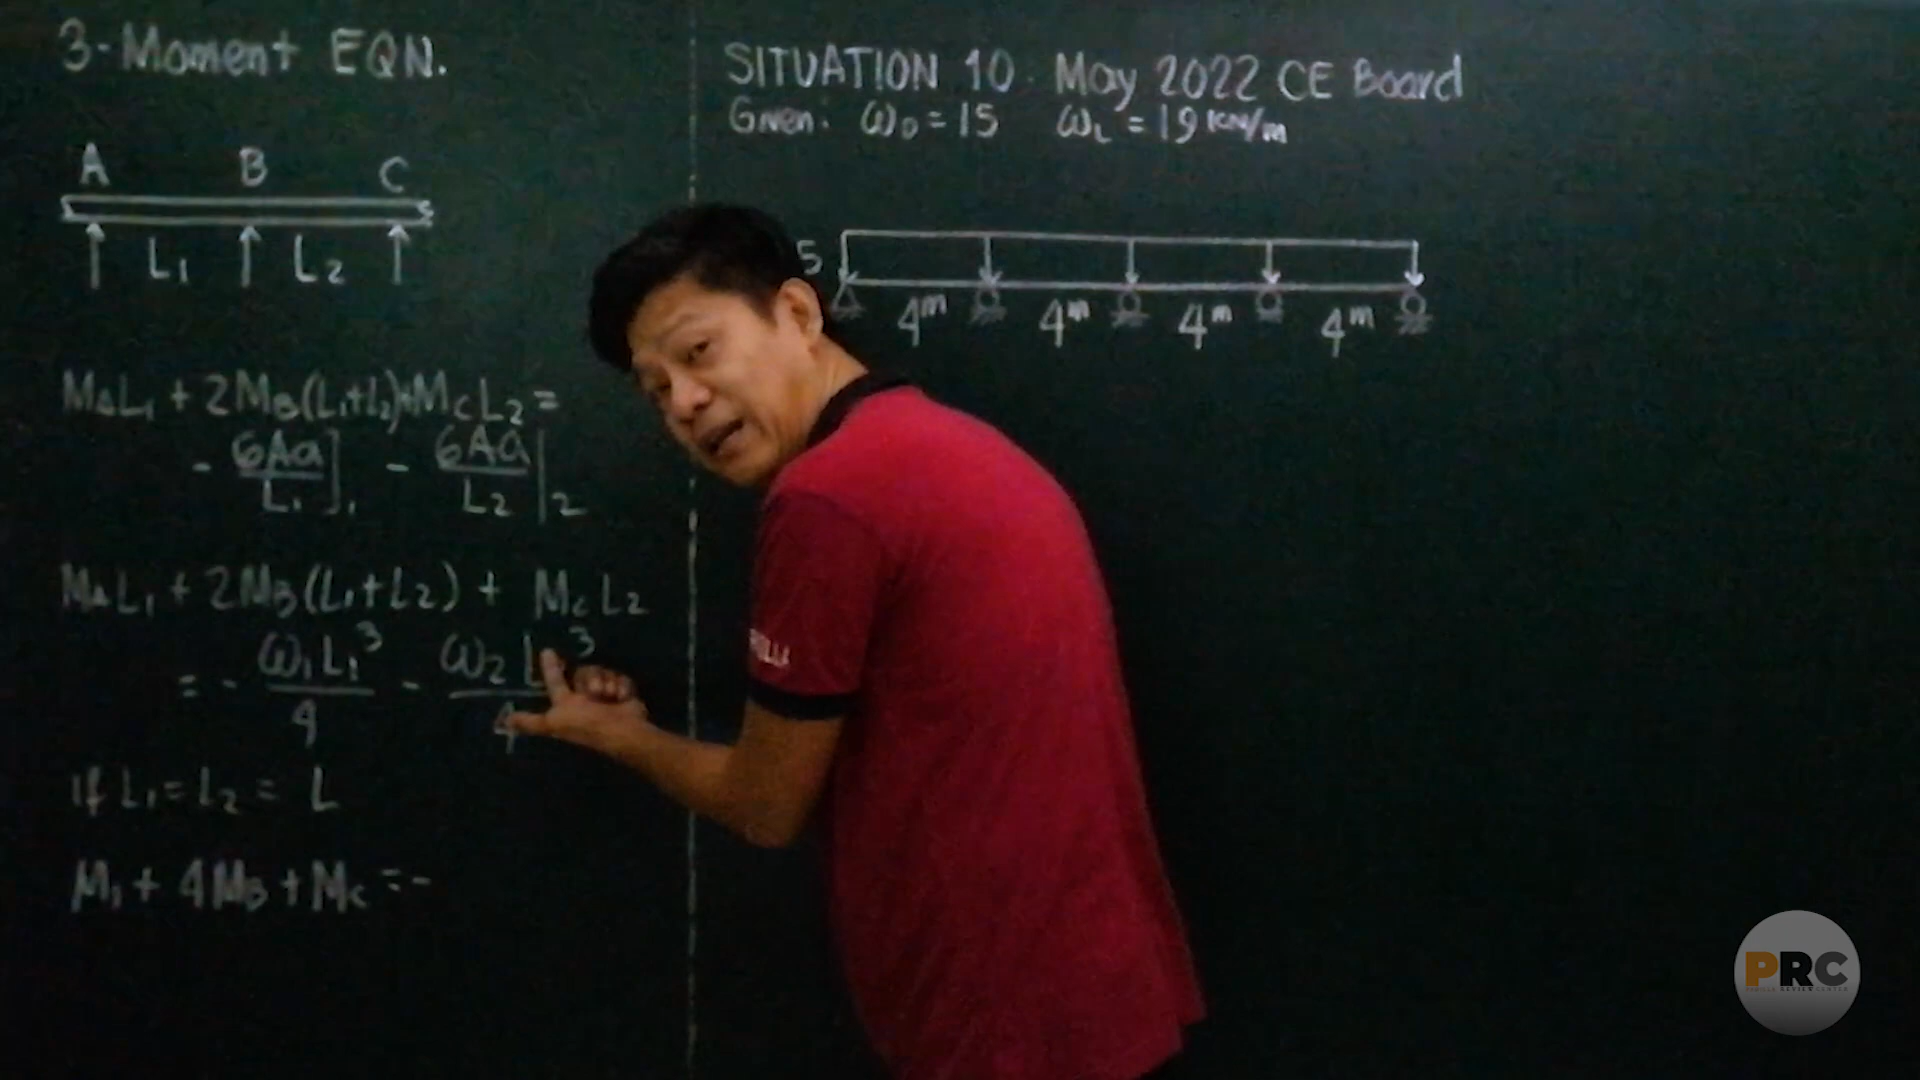 3-Moment EQN.
A B C
L₁ L₂
MAL₁ + 2MB(L₁+L₂)+MCL₂ =
- 6Aa/L₁]₁ - 6Aa/L₂|₂
MAL₁ + 2MB(L₁+L₂) + McL₂
= - ω₁L₁³/4 - ω₂L ³/4
if L₁=L₂= L
M₁ + 4MB + Mc = -
SITUATION 10. May 2022 CE Board
Given: ωD = 15 ωL = 19 KN/m
5
4m 4m 4m 4m
PRC